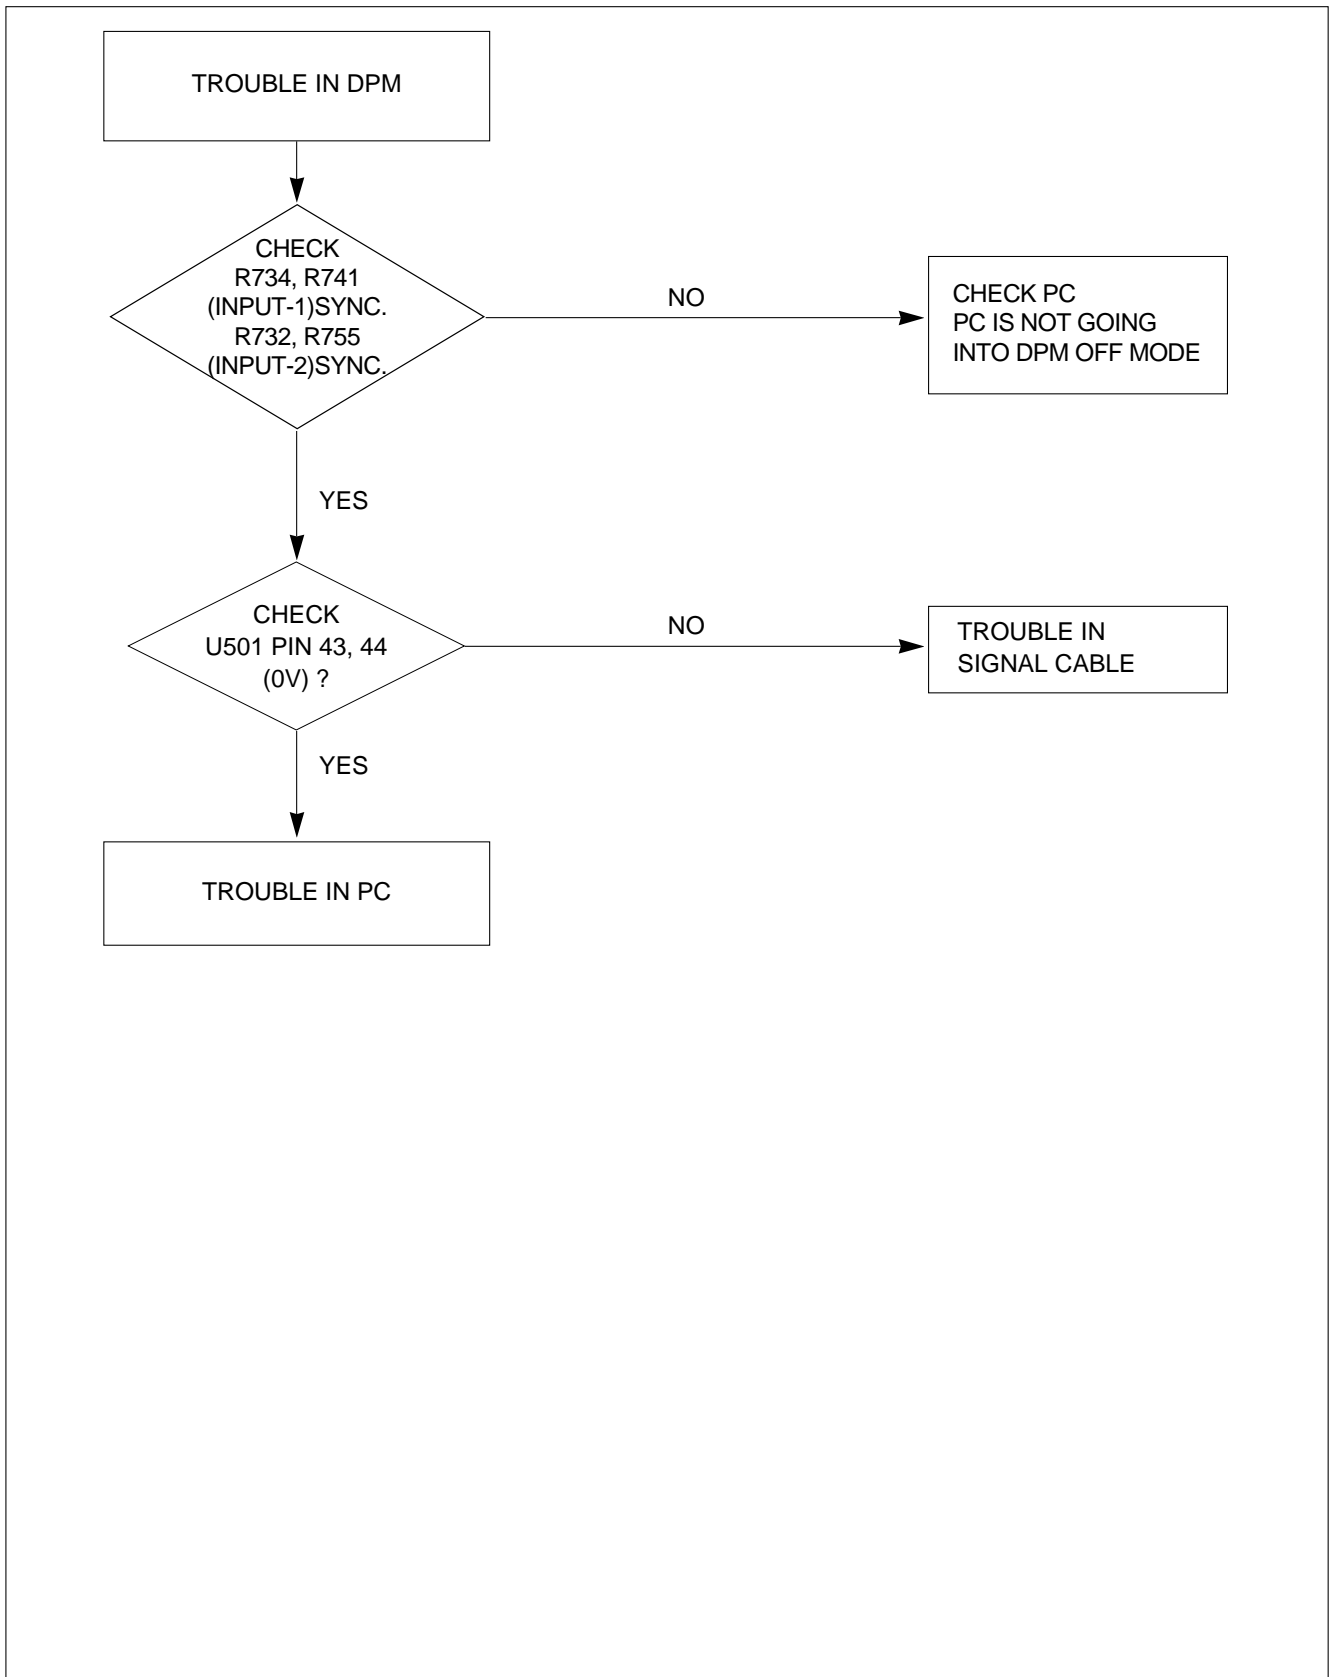 TROUBLE IN DPM
CHECK
R734, R741
(INPUT-1)SYNC.
R732, R755
(INPUT-2)SYNC.
NO
CHECK PC
PC IS NOT GOING
INTO DPM OFF MODE
YES
CHECK
U501 PIN 43, 44
(0V) ?
NO
TROUBLE IN
SIGNAL CABLE
YES
TROUBLE IN PC